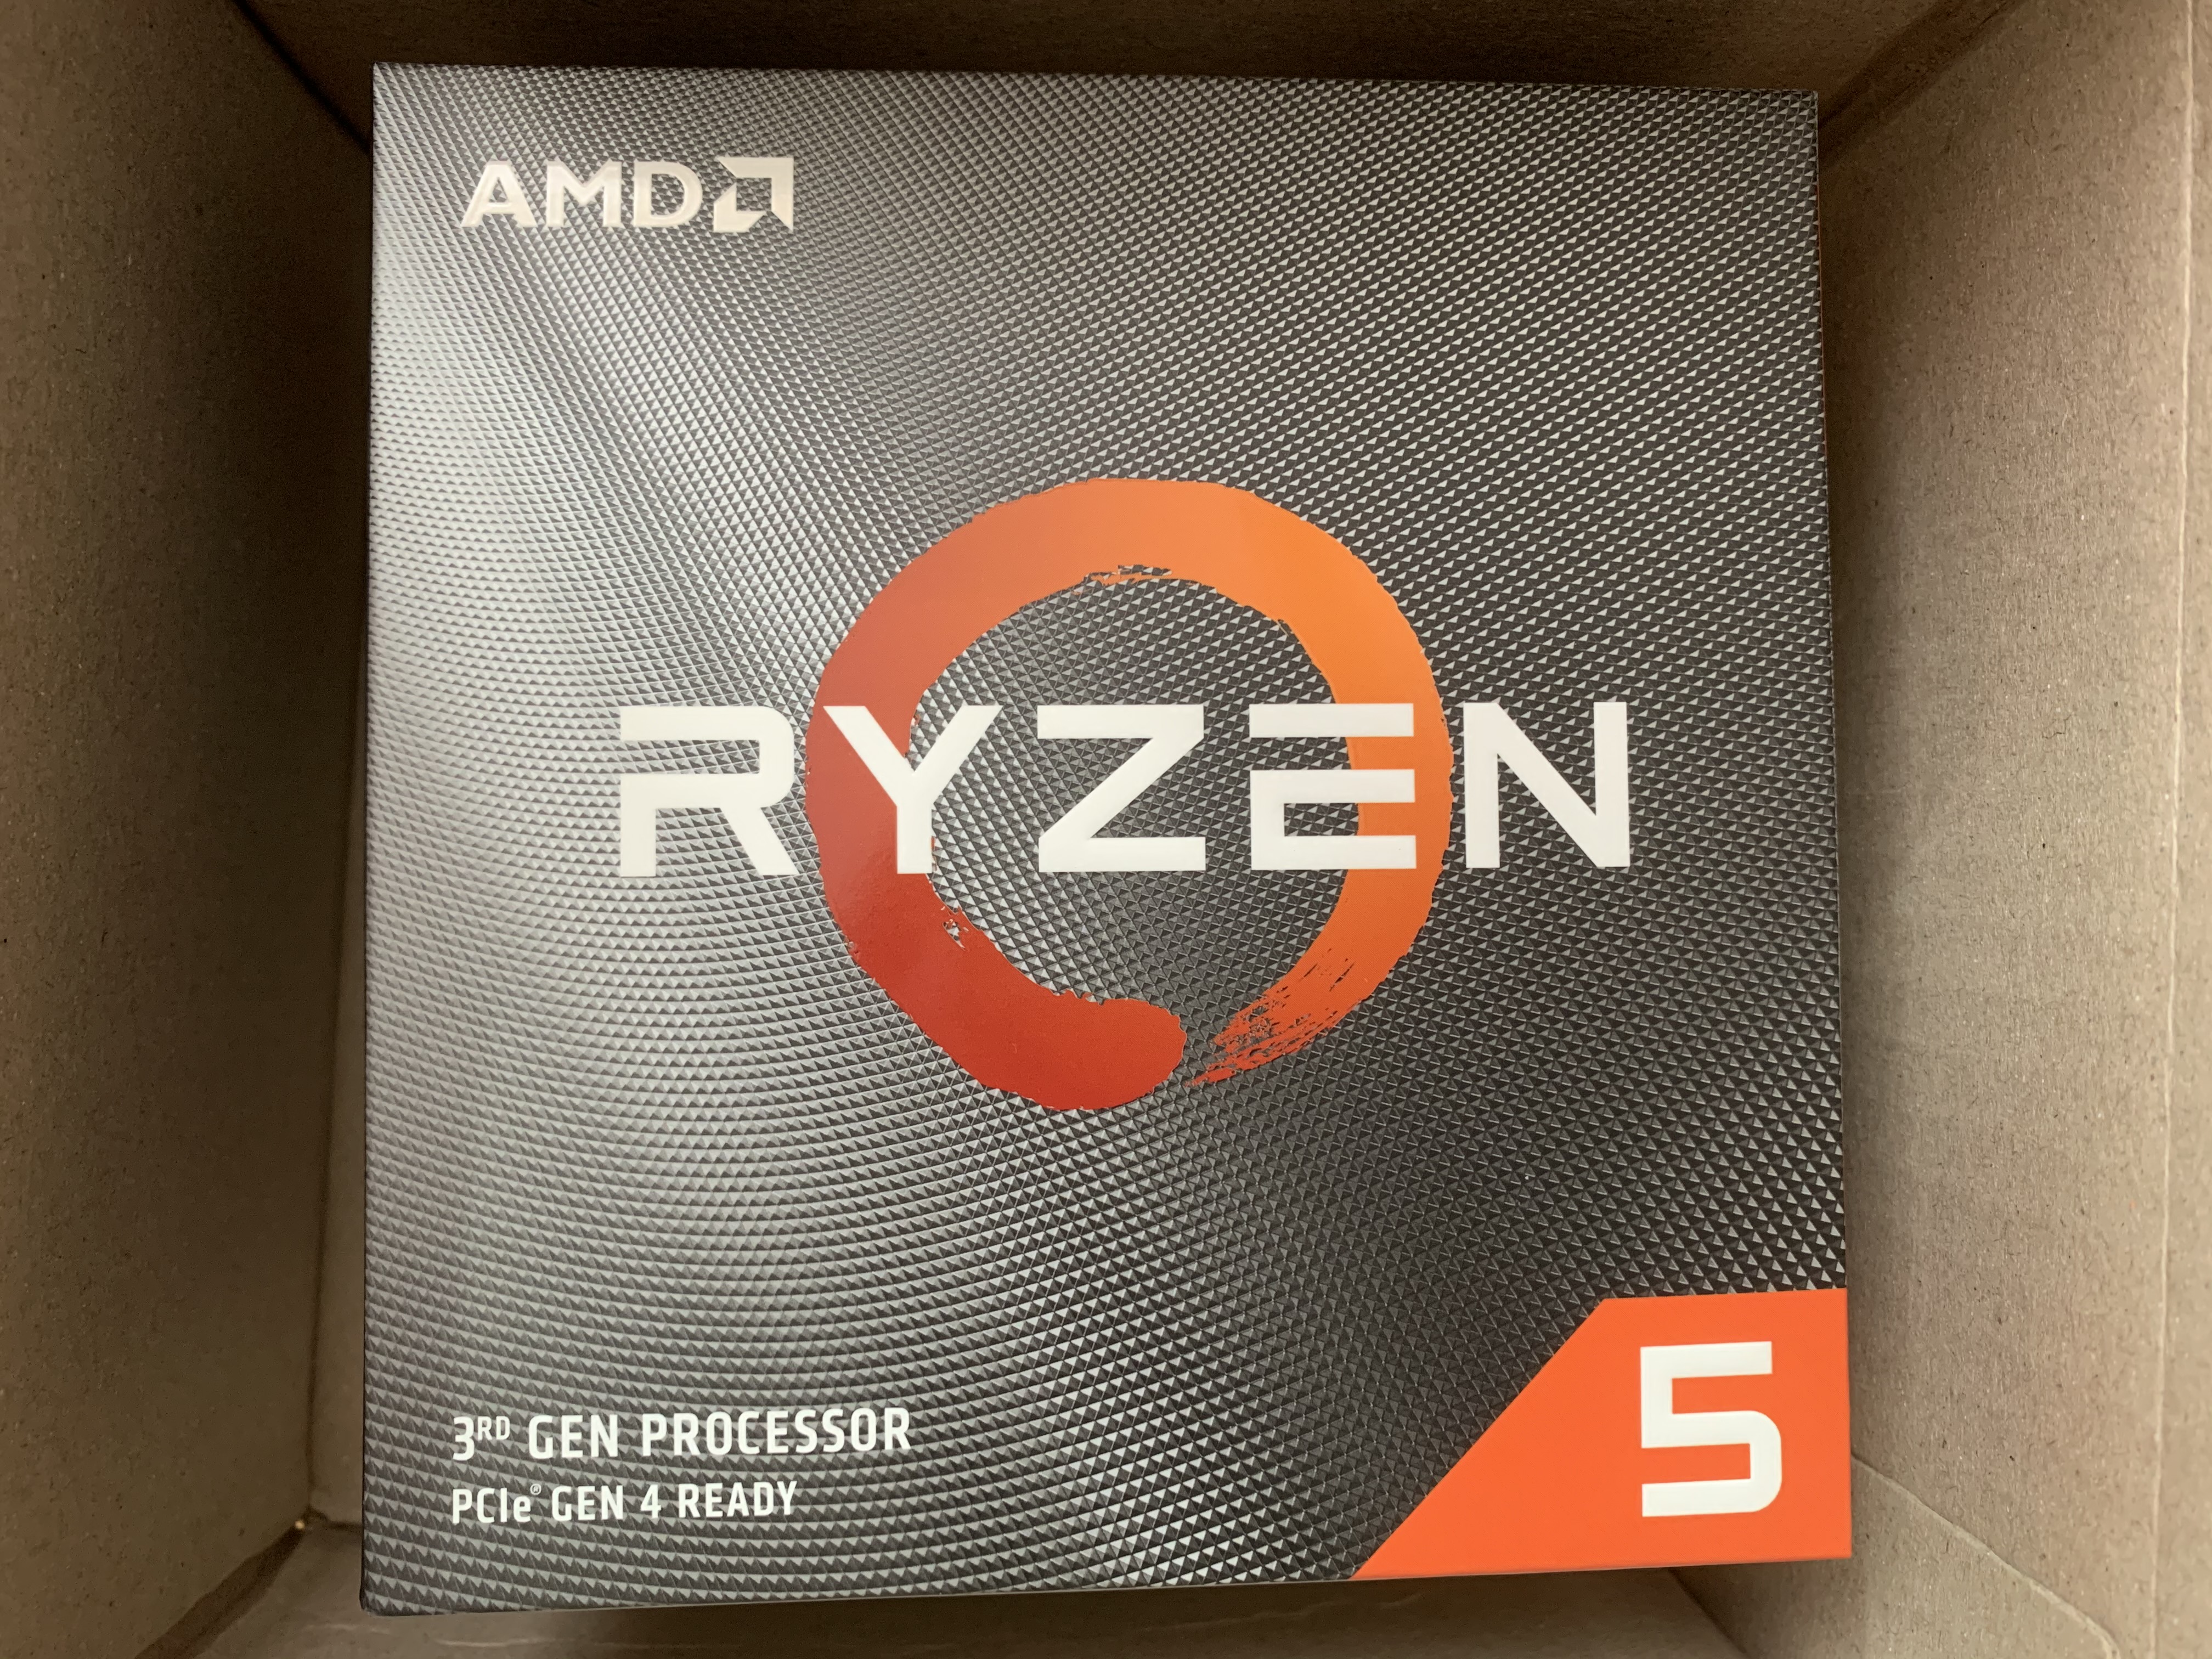 AMD
RYZEN
3RD GEN PROCESSOR
PCIe® GEN 4 READY
5